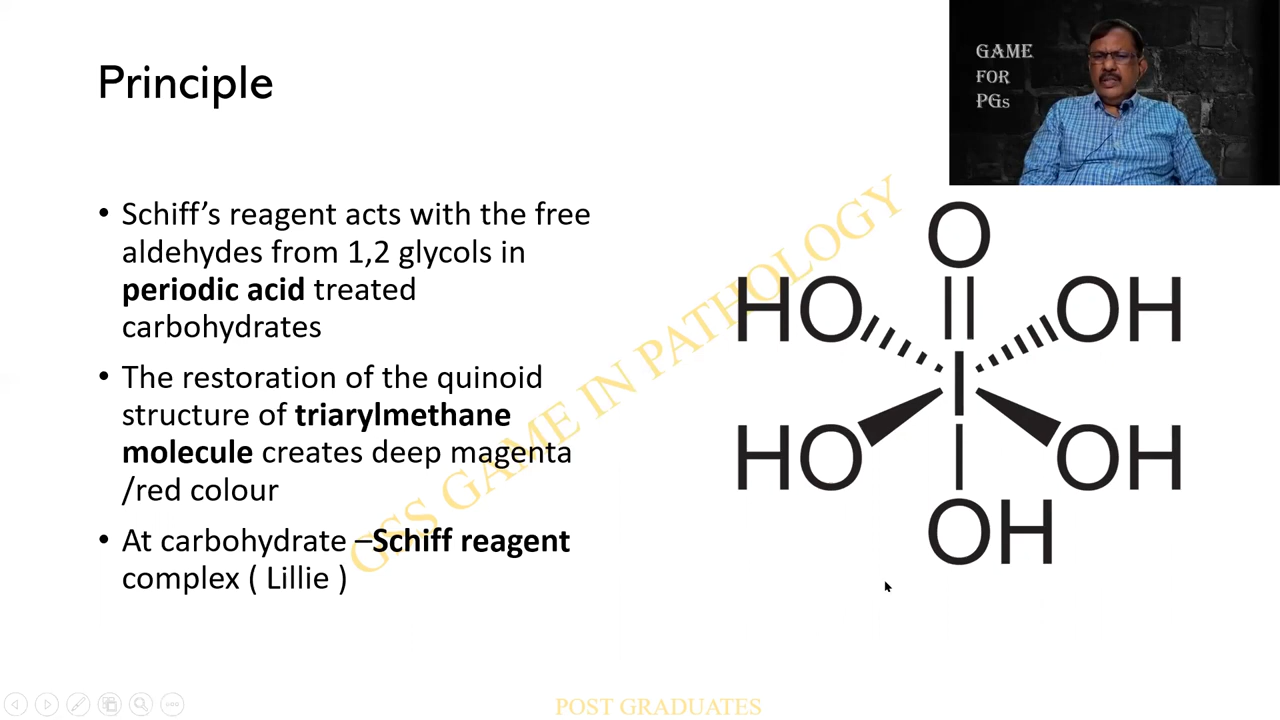 Principle
GAME
FOR
PGs
• Schiff’s reagent acts with the free
aldehydes from 1,2 glycols in
periodic acid treated
carbohydrates
• The restoration of the quinoid
structure of triarylmethane
molecule creates deep magenta
/red colour
• At carbohydrate –Schiff reagent
complex ( Lillie )
O
HO OH
I
HO OH
OH
GSS GAME IN PATHOLOGY
POST GRADUATES